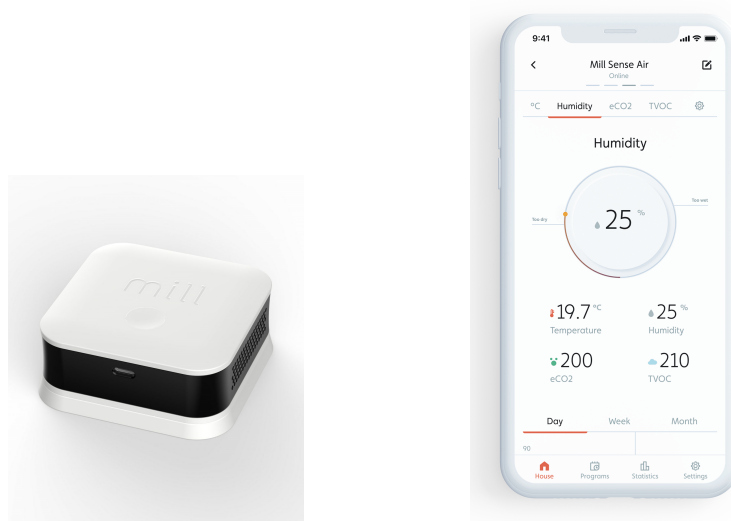 mill
9:41
Mill Sense Air
Online
°C Humidity eCO2 TVOC
Humidity
Too wet
Too dry
25 %
19.7 °C 25 %
Temperature Humidity
200 210
eCO2 TVOC
Day Week Month
90
House Programs Statistics Settings